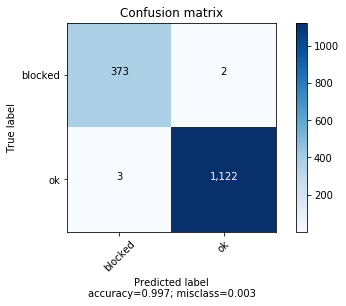 Confusion matrix
blocked
373
2
ok
3
1,122
True label
blocked
ok
Predicted label
accuracy=0.997; misclass=0.003
1000
800
600
400
200